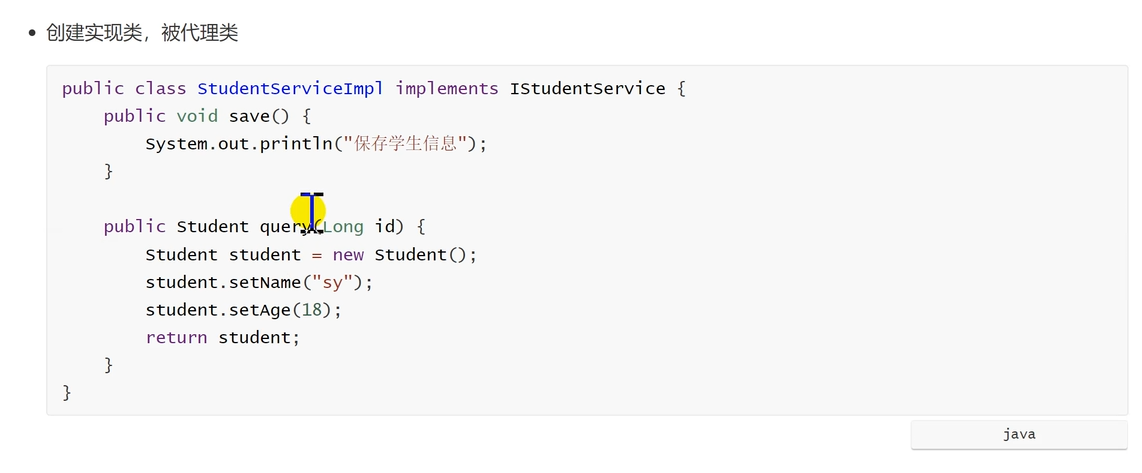 创建实现类，被代理类
public class StudentServiceImpl implements IStudentService {
    public void save() {
        System.out.println("保存学生信息");
    }
    public Student query(Long id) {
        Student student = new Student();
        student.setName("sy");
        student.setAge(18);
        return student;
    }
}
java